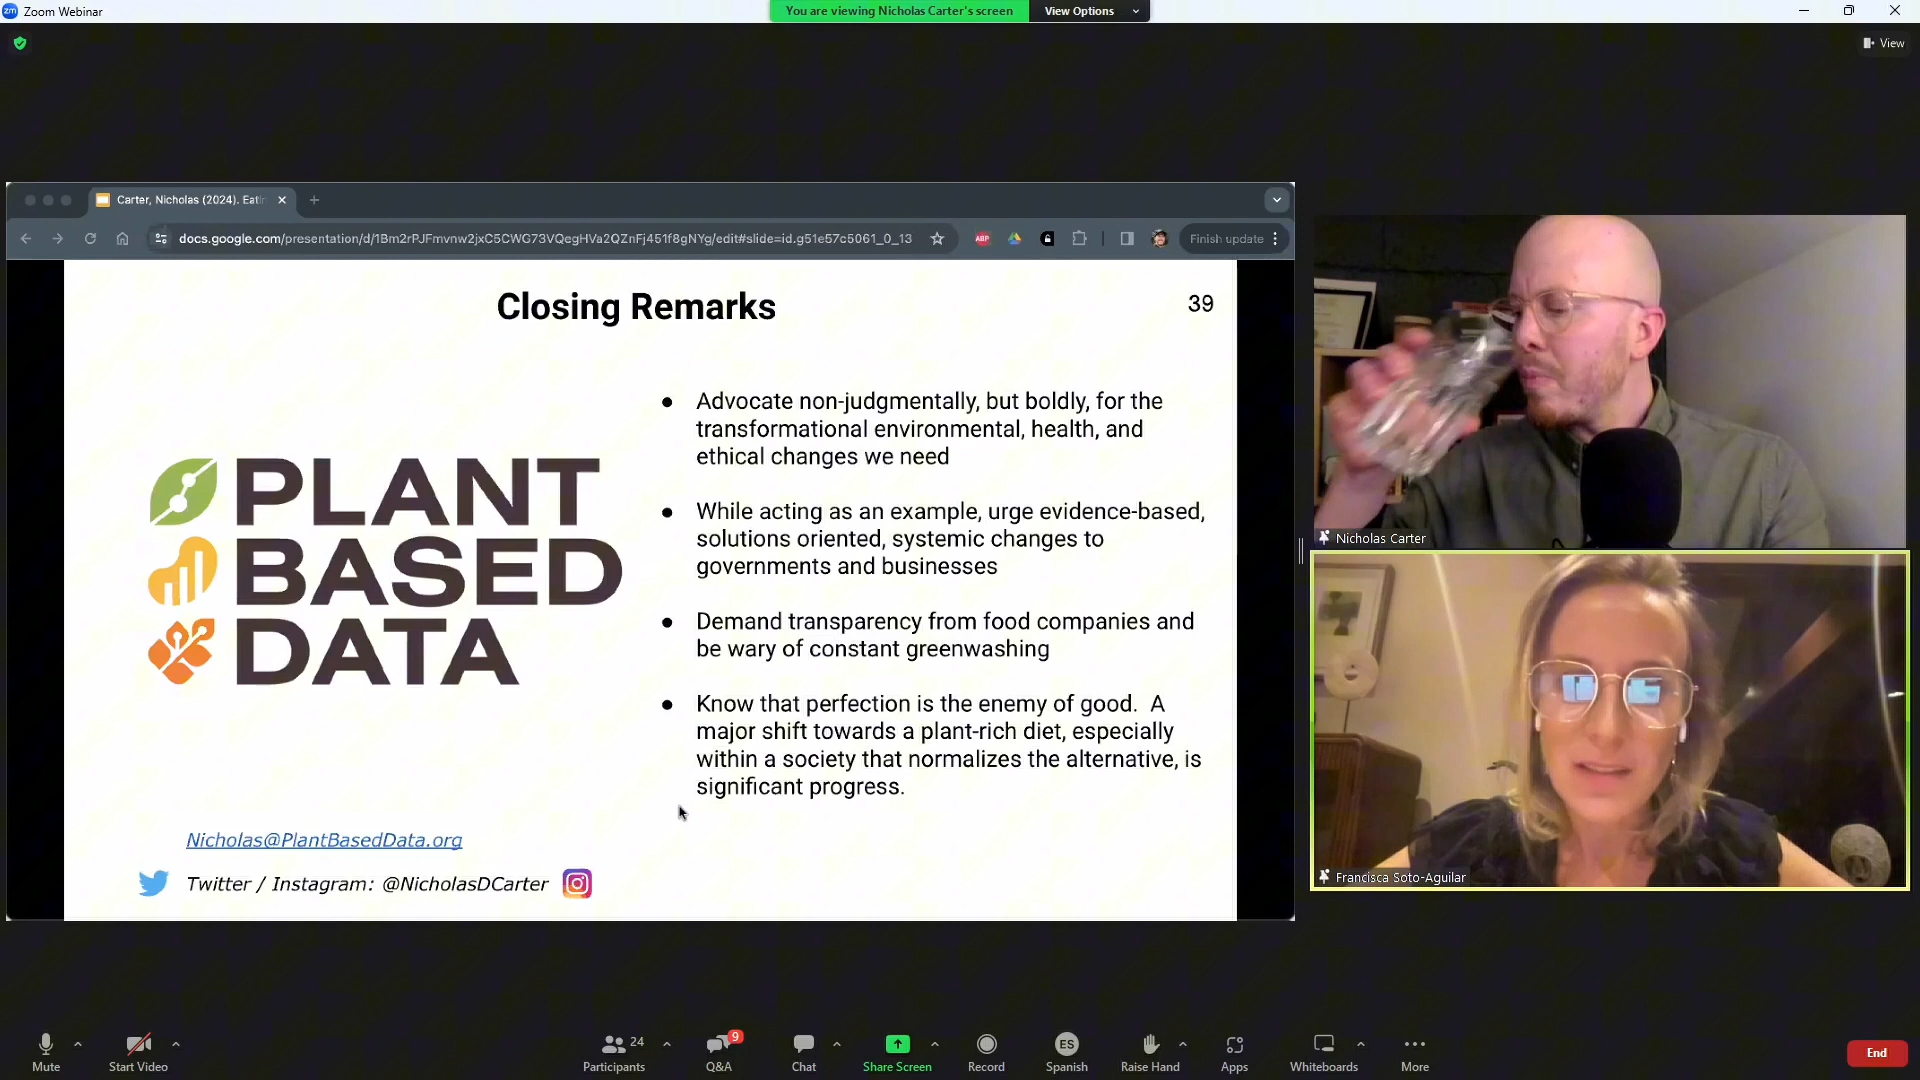 Zoom Webinar
You are viewing Nicholas Carter's screen
View Options
View
Carter, Nicholas (2024). Eatin
docs.google.com/presentation/d/1Bm2rPJFmvnw2jxC5CWG73VQegHVa2QZnFj451f8gNYg/edit#slide=id.g51e57c5061_0_13
ABP
Finish update
Closing Remarks
39
PLANT
BASED
DATA
Advocate non-judgmentally, but boldly, for the
transformational environmental, health, and
ethical changes we need
While acting as an example, urge evidence-based,
solutions oriented, systemic changes to
governments and businesses
Demand transparency from food companies and
be wary of constant greenwashing
Know that perfection is the enemy of good. A
major shift towards a plant-rich diet, especially
within a society that normalizes the alternative, is
significant progress.
Nicholas@PlantBasedData.org
Twitter / Instagram: @NicholasDCarter
Nicholas Carter
Francisca Soto-Aguilar
Mute
Start Video
24
Participants
9
Q&A
Chat
Share Screen
Record
ES
Spanish
Raise Hand
Apps
Whiteboards
More
End